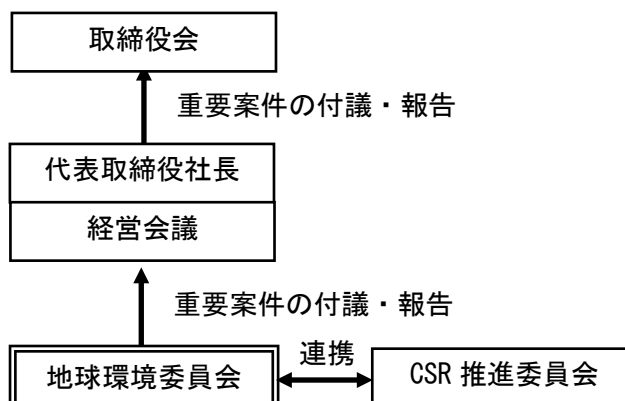 取締役会
重要案件の付議・報告
代表取締役社長
経営会議
重要案件の付議・報告
連携
地球環境委員会
CSR 推進委員会